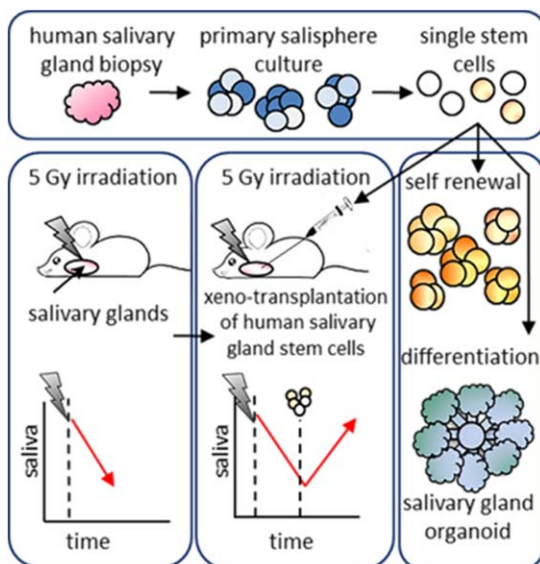 human salivary
gland biopsy
primary salisphere
culture
single stem
cells
5 Gy irradiation
salivary glands
saliva
time
5 Gy irradiation
xeno-transplantation
of human salivary
gland stem cells
saliva
time
self renewal
differentiation
salivary gland
organoid